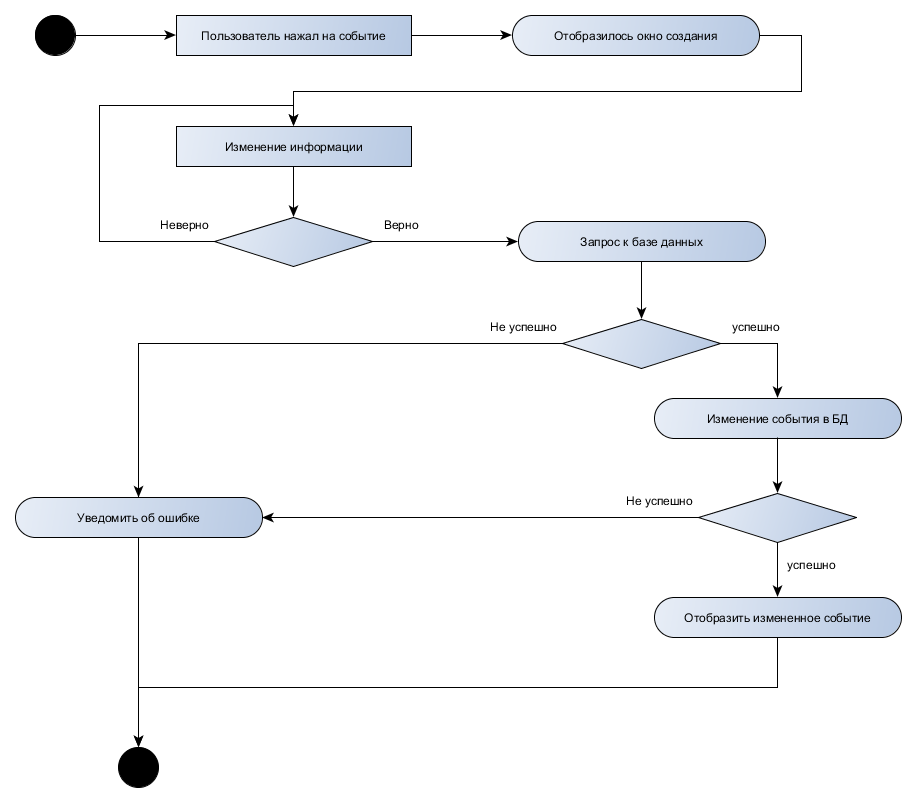 Пользователь нажал на событие
Отобразилось окно создания
Изменение информации
Неверно
Верно
Запрос к базе данных
Не успешно
успешно
Изменение события в БД
Не успешно
Уведомить об ошибке
успешно
Отобразить измененное событие